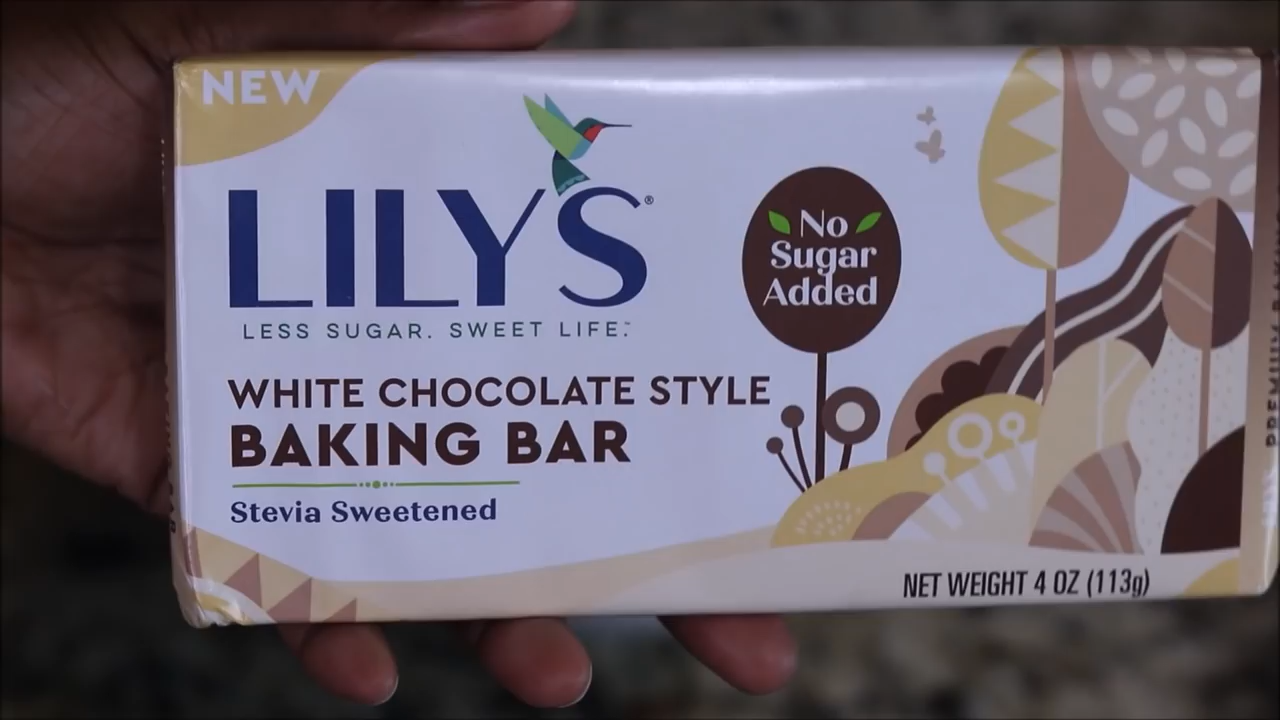 NEW
LILY'S®
LESS SUGAR. SWEET LIFE.™
No
Sugar
Added
WHITE CHOCOLATE STYLE
BAKING BAR
Stevia Sweetened
NET WEIGHT 4 OZ (113g)